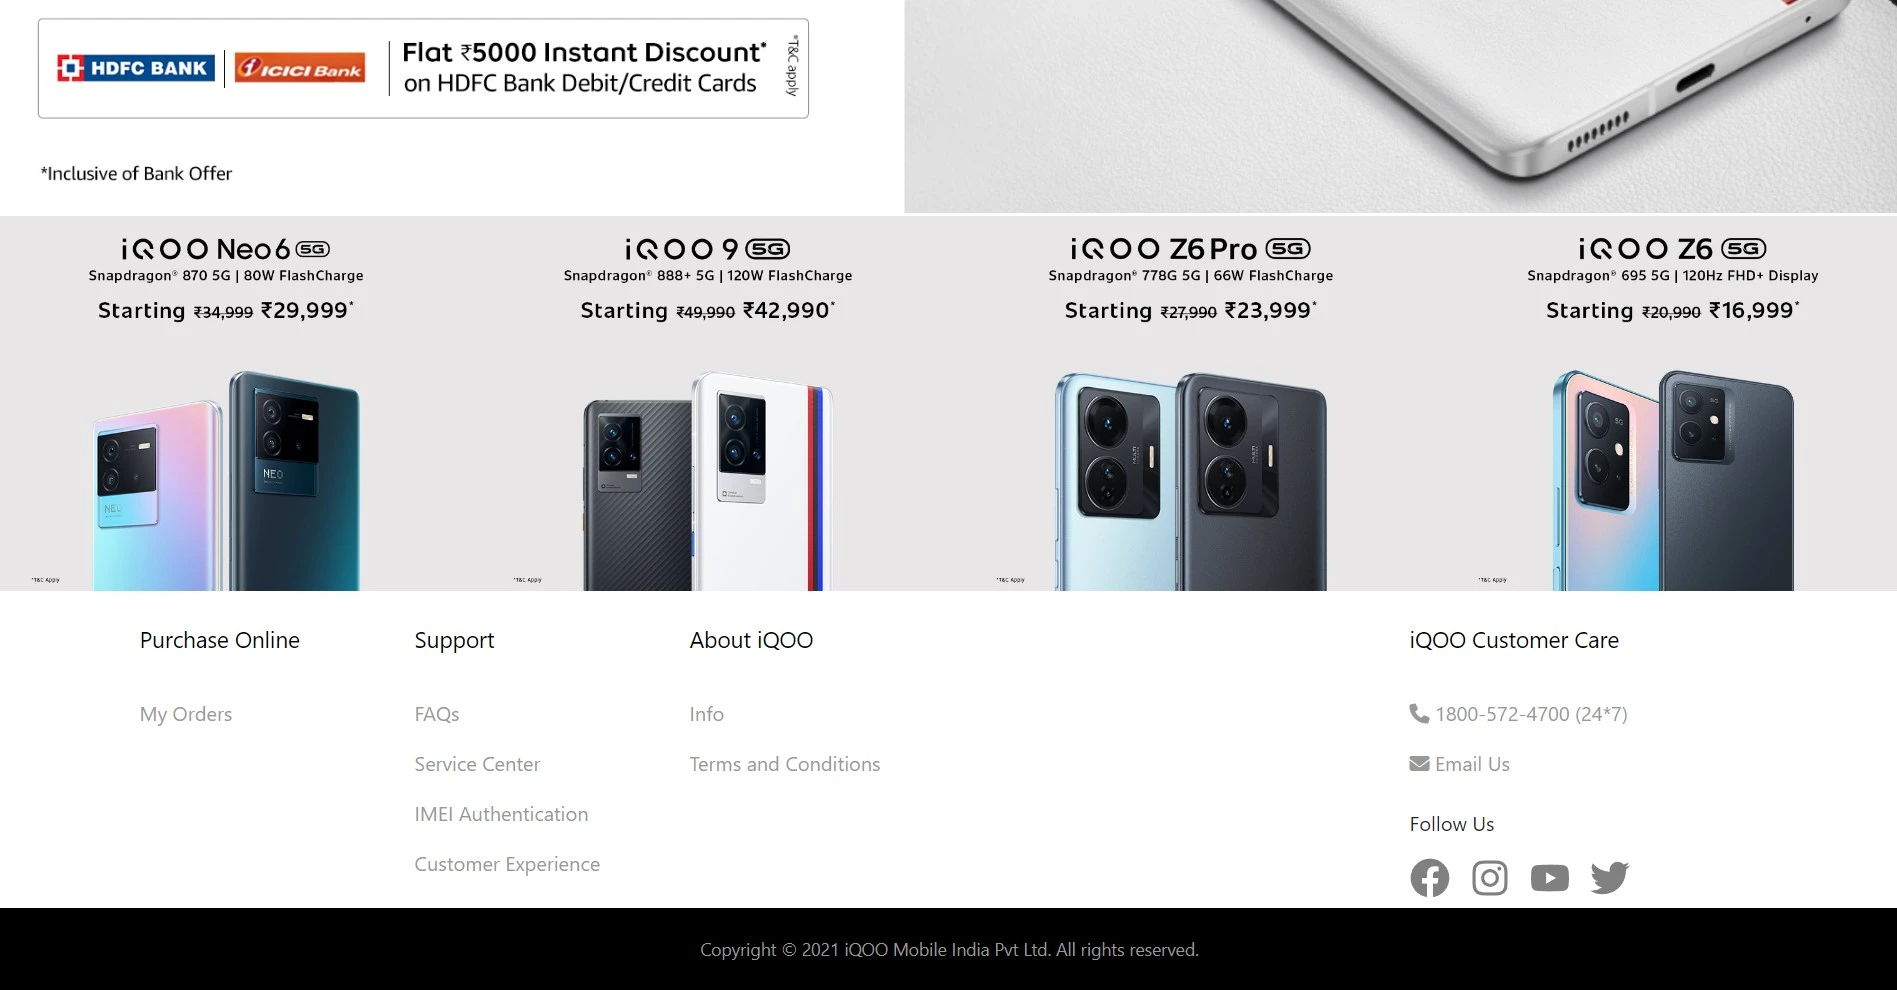 HDFC BANK
ICICI Bank
Flat ₹5000 Instant Discount*
on HDFC Bank Debit/Credit Cards
*T&C apply
*Inclusive of Bank Offer
iQOO Neo6 5G
Snapdragon® 870 5G | 80W FlashCharge
Starting ₹34,999 ₹29,999*
NEO
NEO
*T&C Apply
iQOO 9 5G
Snapdragon® 888+ 5G | 120W FlashCharge
Starting ₹49,990 ₹42,990*
*T&C Apply
iQOO Z6 Pro 5G
Snapdragon® 778G 5G | 66W FlashCharge
Starting ₹27,990 ₹23,999*
MULTI
MULTI
*T&C Apply
iQOO Z6 5G
Snapdragon® 695 5G | 120Hz FHD+ Display
Starting ₹20,990 ₹16,999*
5G
5G
*T&C Apply
Purchase Online
My Orders
Support
FAQs
Service Center
IMEI Authentication
Customer Experience
About iQOO
Info
Terms and Conditions
iQOO Customer Care
1800-572-4700 (24*7)
Email Us
Follow Us
Copyright © 2021 iQOO Mobile India Pvt Ltd. All rights reserved.